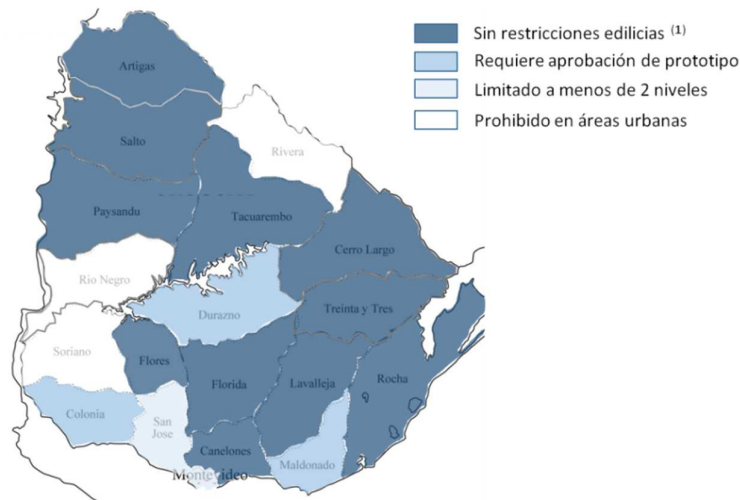 Sin restricciones edilicias (1)
Requiere aprobación de prototipo
Limitado a menos de 2 niveles
Prohibido en áreas urbanas
Artigas
Salto
Rivera
Paysandu
Tacuarembo
Cerro Largo
Rio Negro
Durazno
Treinta y Tres
Soriano
Flores
Florida
Lavalleja
Rocha
Colonia
San
Jose
Canelones
Maldonado
Montevideo